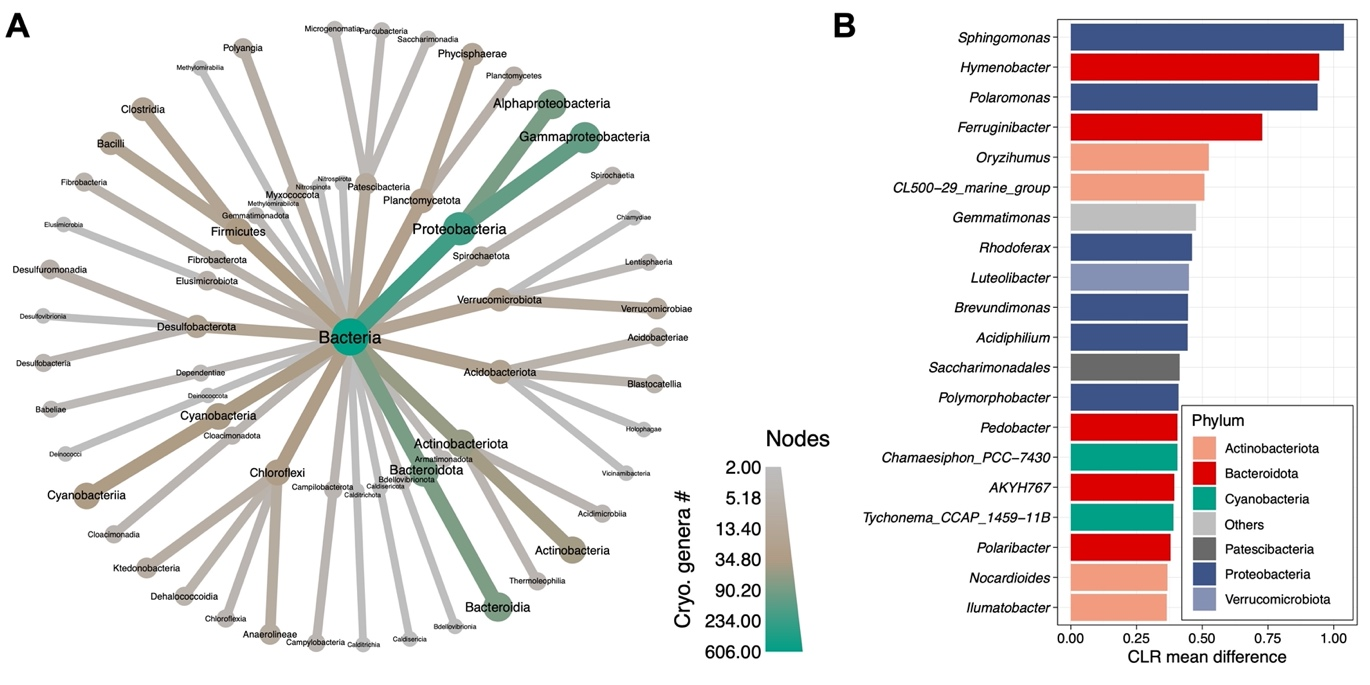 A
Microgenomatia
Parcubacteria
Saccharimonadia
Polyangia
Phycisphaerae
Methylomirabilia
Planctomycetes
Clostridia
Alphaproteobacteria
Gammaproteobacteria
Bacilli
Fibrobacteria
Spirochaetia
Nitrospirota
Nitrospinota
Patescibacteria
Myxococcota
Planctomycetota
Methylomirabilota
Gemmatimonadota
Chlamydiae
Elusimicrobia
Firmicutes
Proteobacteria
Fibrobacterota
Spirochaetota
Lentisphaeria
Desulfuromonadia
Elusimicrobiota
Verrucomicrobiota
Verrucomicrobiae
Desulfovibrionia
Desulfobacterota
Bacteria
Acidobacteriae
Desulfobacteria
Dependentiae
Acidobacteriota
Blastocatellia
Deinococcota
Babeliae
Cyanobacteria
Holophagae
Cloacimonadota
Actinobacteriota
Deinococci
Armatimonadota
Chloroflexi
Bacteroidota
Vicinamibacteria
Bdellovibrionota
Campilobacterota
Caldisericota
Calditrichota
Cyanobacteriia
Acidimicrobiia
Cloacimonadia
Actinobacteria
Ktedonobacteria
Thermoleophilia
Dehalococcoidia
Bacteroidia
Chloroflexia
Bdellovibrionia
Anaerolineae
Campylobacteria
Calditrichia
Caldisericia
Nodes
Cryo. genera #
2.00
5.18
13.40
34.80
90.20
234.00
606.00
B
Sphingomonas
Hymenobacter
Polaromonas
Ferruginibacter
Oryzihumus
CL500−29_marine_group
Gemmatimonas
Rhodoferax
Luteolibacter
Brevundimonas
Acidiphilium
Saccharimonadales
Polymorphobacter
Pedobacter
Chamaesiphon_PCC−7430
AKYH767
Tychonema_CCAP_1459−11B
Polaribacter
Nocardioides
Ilumatobacter
Phylum
Actinobacteriota
Bacteroidota
Cyanobacteria
Others
Patescibacteria
Proteobacteria
Verrucomicrobiota
0.00 0.25 0.50 0.75 1.00
CLR mean difference